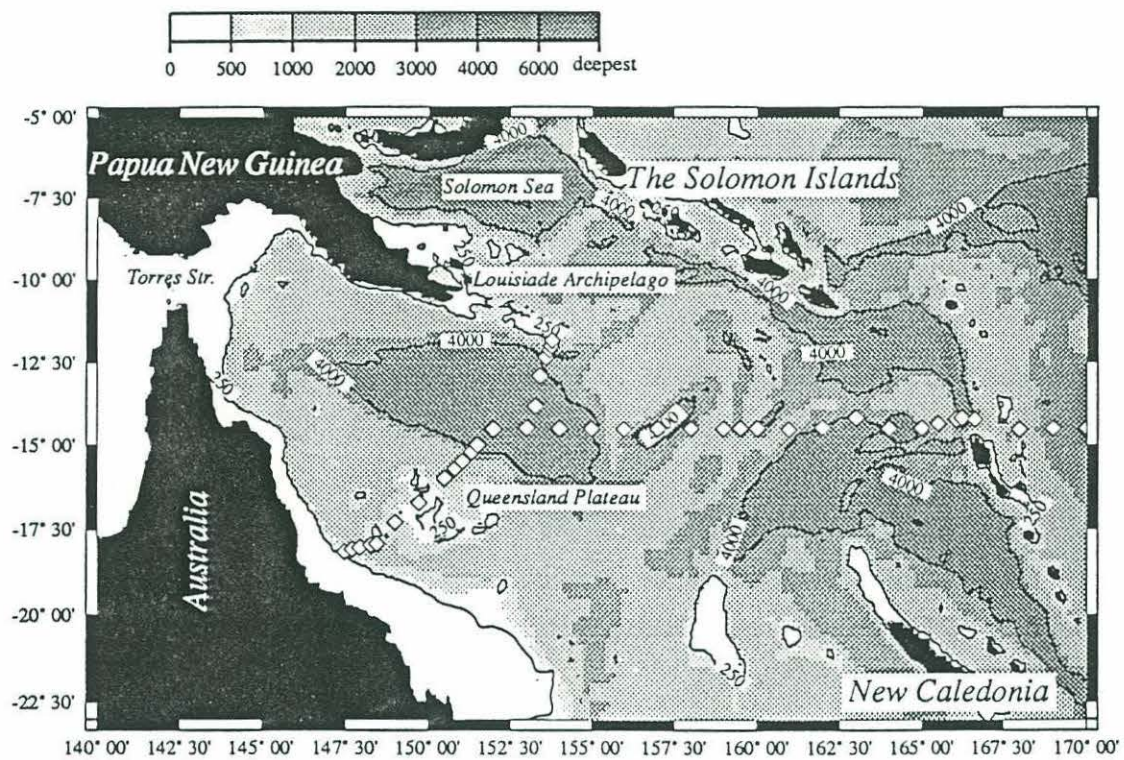 0 500 1000 2000 3000 4000 6000 deepest
-5° 00'
-7° 30'
-10° 00'
-12° 30'
-15° 00'
-17° 30'
-20° 00'
-22° 30'
Papua New Guinea
Solomon Sea
The Solomon Islands
4000
4000
Torres Str.
Louisiade Archipelago
4000
250
250
4000
4000
4000
250
Queensland Plateau
4000
250
250
4000
Australia
250
New Caledonia
140° 00' 142° 30' 145° 00' 147° 30' 150° 00' 152° 30' 155° 00' 157° 30' 160° 00' 162° 30' 165° 00' 167° 30' 170° 00'